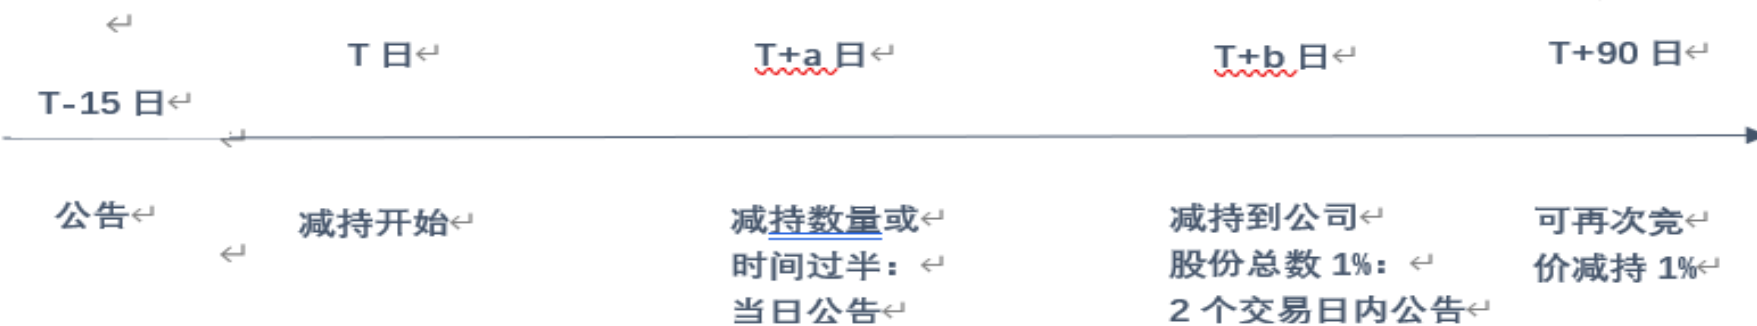 T-15 日
T 日
T+a 日
T+b 日
T+90 日
公告
减持开始
减持数量或
时间过半：
当日公告
减持到公司
股份总数 1%：
2 个交易日内公告
可再次竞
价减持 1%